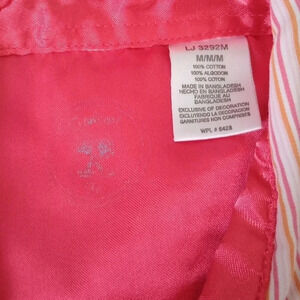 LJ 3292M
M/M/M
100% COTTON
100% ALGODON
100% COTON
MADE IN BANGLADESH
HECHO EN BANGLADESH
FABRIQUE AU
BANGLADESH
EXCLUSIVE OF DECORATION
EXCLUYENDO LA DECORACION
GARNITURES NON COMPRISES
WPL # 8428